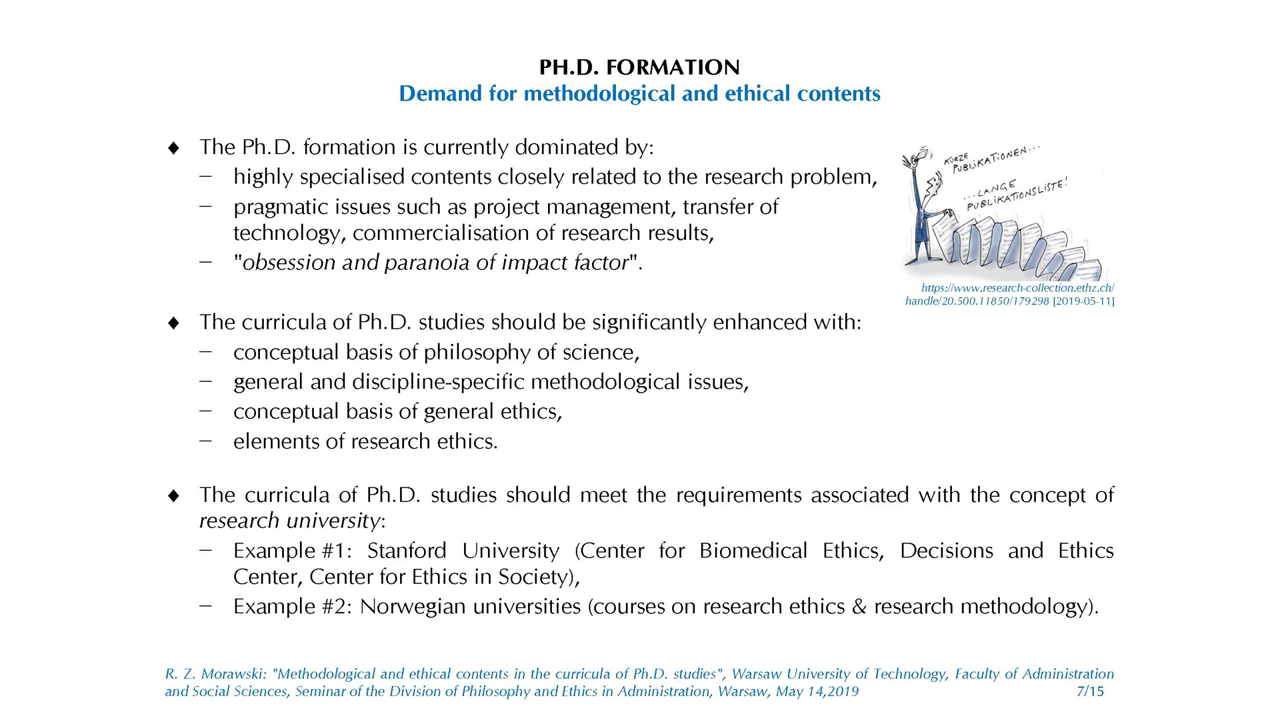 PH.D. FORMATION
Demand for methodological and ethical contents
♦ The Ph.D. formation is currently dominated by:
− highly specialised contents closely related to the research problem,
− pragmatic issues such as project management, transfer of
technology, commercialisation of research results,
− "obsession and paranoia of impact factor".
KURZE
PUBLiKATiONEN...
...LANGE
PUBLiKATiONSLiSTE!
https://www.research-collection.ethz.ch/
handle/20.500.11850/179298 [2019-05-11]
♦ The curricula of Ph.D. studies should be significantly enhanced with:
− conceptual basis of philosophy of science,
− general and discipline-specific methodological issues,
− conceptual basis of general ethics,
− elements of research ethics.
♦ The curricula of Ph.D. studies should meet the requirements associated with the concept of
research university:
− Example #1: Stanford University (Center for Biomedical Ethics, Decisions and Ethics
Center, Center for Ethics in Society),
− Example #2: Norwegian universities (courses on research ethics & research methodology).
R. Z. Morawski: "Methodological and ethical contents in the curricula of Ph.D. studies", Warsaw University of Technology, Faculty of Administration
and Social Sciences, Seminar of the Division of Philosophy and Ethics in Administration, Warsaw, May 14,2019 7/15